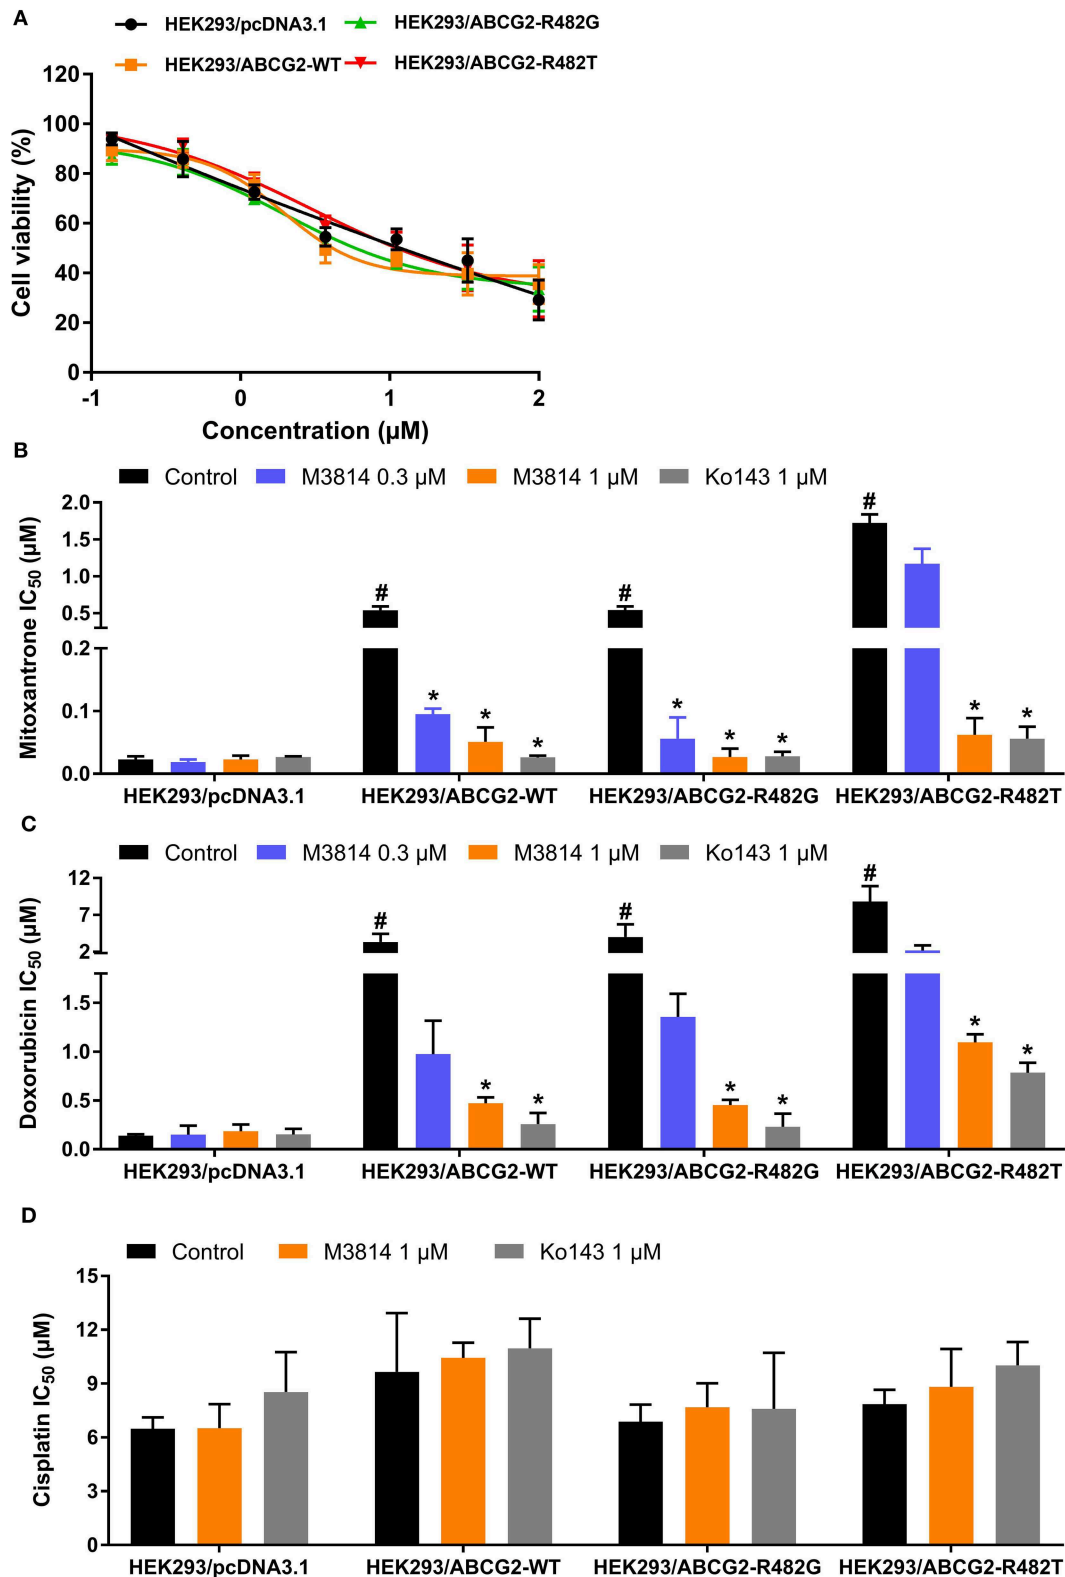 A
HEK293/pcDNA3.1
HEK293/ABCG2-R482G
HEK293/ABCG2-WT
HEK293/ABCG2-R482T
Cell viability (%)
120
100
80
60
40
20
0
-1
0
1
2
Concentration (µM)
B
Control
M3814 0.3 µM
M3814 1 µM
Ko143 1 µM
Mitoxantrone IC50 (µM)
2.0
1.5
1.0
0.5
0.2
0.1
0.0
#
*
*
*
#
*
*
*
#
*
*
HEK293/pcDNA3.1
HEK293/ABCG2-WT
HEK293/ABCG2-R482G
HEK293/ABCG2-R482T
C
Control
M3814 0.3 µM
M3814 1 µM
Ko143 1 µM
Doxorubicin IC50 (µM)
12
7
2
1.5
1.0
0.5
0.0
#
*
*
#
*
*
#
*
*
HEK293/pcDNA3.1
HEK293/ABCG2-WT
HEK293/ABCG2-R482G
HEK293/ABCG2-R482T
D
Control
M3814 1 µM
Ko143 1 µM
Cisplatin IC50 (µM)
15
12
9
6
3
0
HEK293/pcDNA3.1
HEK293/ABCG2-WT
HEK293/ABCG2-R482G
HEK293/ABCG2-R482T